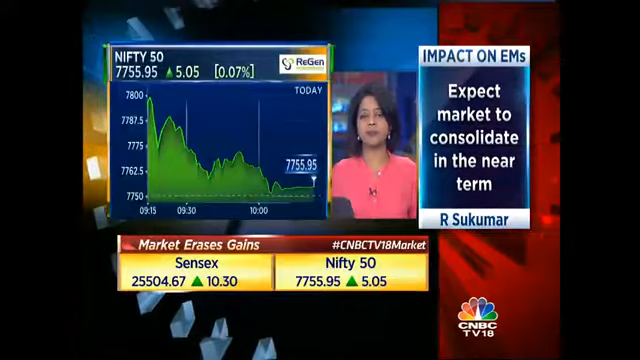 NIFTY 50
7755.95 ▲ 5.05 [0.07%]
ReGen
TODAY
7800
7787.5
7775
7762.5
7750
7755.95
09:15
09:30
10:00
IMPACT ON EMs
Expect
market to
consolidate
in the near
term
R Sukumar
Market Erases Gains
#CNBCTV18Market
Sensex
25504.67 ▲ 10.30
Nifty 50
7755.95 ▲ 5.05
CNBC
TV18